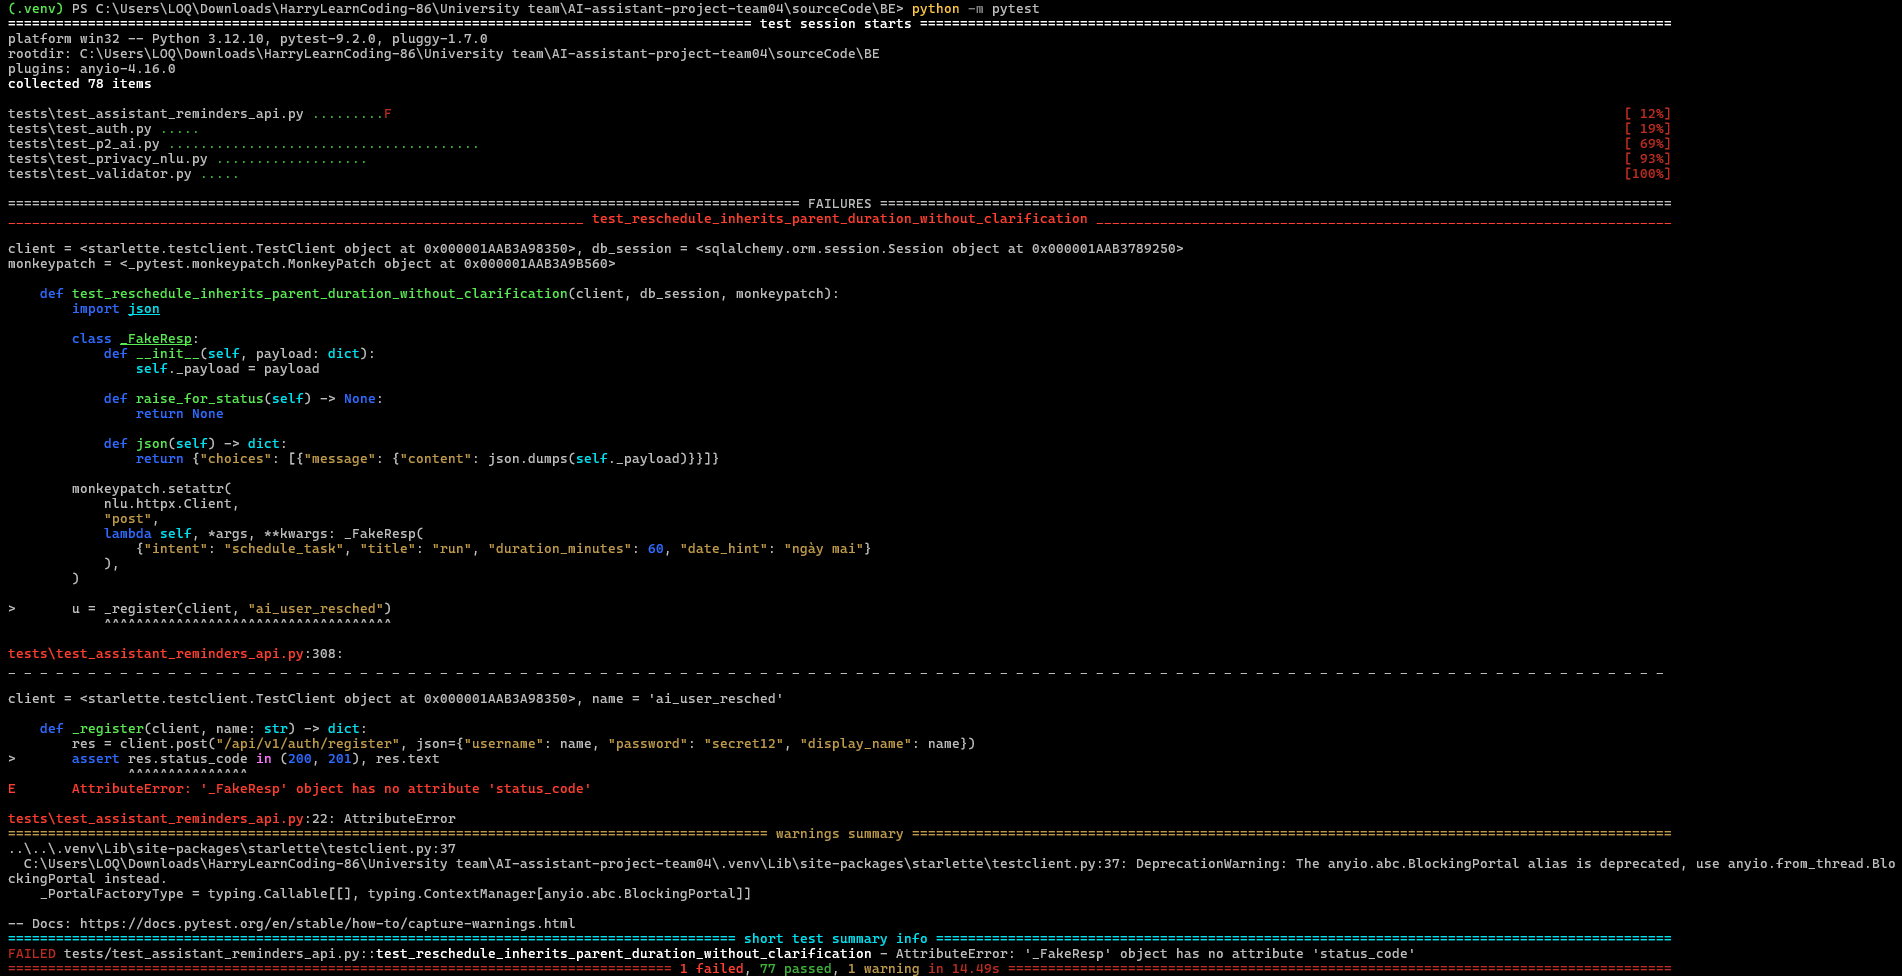 (.venv) PS C:\Users\LOQ\Downloads\HarryLearnCoding-86\University team\AI-assistant-project-team04\sourceCode\BE> python -m pytest
============================================================================================= test session starts ==============================================================================================
platform win32 -- Python 3.12.10, pytest-9.2.0, pluggy-1.7.0
rootdir: C:\Users\LOQ\Downloads\HarryLearnCoding-86\University team\AI-assistant-project-team04\sourceCode\BE
plugins: anyio-4.16.0
collected 78 items

tests\test_assistant_reminders_api.py .........F [ 12%]
tests\test_auth.py ..... [ 19%]
tests\test_p2_ai.py ....................................... [ 69%]
tests\test_privacy_nlu.py ................... [ 93%]
tests\test_validator.py ..... [100%]

=================================================================================================== FAILURES ===================================================================================================
________________________________________________________________________ test_reschedule_inherits_parent_duration_without_clarification ________________________________________________________________________

client = <starlette.testclient.TestClient object at 0x000001AAB3A98350>, db_session = <sqlalchemy.orm.session.Session object at 0x000001AAB3789250>
monkeypatch = <_pytest.monkeypatch.MonkeyPatch object at 0x000001AAB3A9B560>

    def test_reschedule_inherits_parent_duration_without_clarification(client, db_session, monkeypatch):
        import json

        class _FakeResp:
            def __init__(self, payload: dict):
                self._payload = payload

            def raise_for_status(self) -> None:
                return None

            def json(self) -> dict:
                return {"choices": [{"message": {"content": json.dumps(self._payload)}}]}

        monkeypatch.setattr(
            nlu.httpx.Client,
            "post",
            lambda self, *args, **kwargs: _FakeResp(
                {"intent": "schedule_task", "title": "run", "duration_minutes": 60, "date_hint": "ngày mai"}
            ),
        )

>       u = _register(client, "ai_user_resched")
            ^^^^^^^^^^^^^^^^^^^^^^^^^^^^^^^^^^^^

tests\test_assistant_reminders_api.py:308:
_ _ _ _ _ _ _ _ _ _ _ _ _ _ _ _ _ _ _ _ _ _ _ _ _ _ _ _ _ _ _ _ _ _ _ _ _ _ _ _ _ _ _ _ _ _ _ _ _ _ _ _ _ _ _ _ _ _ _ _ _ _ _ _ _ _ _ _ _ _ _ _ _ _ _ _ _ _ _ _ _ _ _ _ _ _ _ _ _ _ _ _ _ _ _ _ _ _ _ _ _ _ _ _

client = <starlette.testclient.TestClient object at 0x000001AAB3A98350>, name = 'ai_user_resched'

    def _register(client, name: str) -> dict:
        res = client.post("/api/v1/auth/register", json={"username": name, "password": "secret12", "display_name": name})
>       assert res.status_code in (200, 201), res.text
               ^^^^^^^^^^^^^^^
E       AttributeError: '_FakeResp' object has no attribute 'status_code'

tests\test_assistant_reminders_api.py:22: AttributeError
=============================================================================================== warnings summary ===============================================================================================
..\..\.venv\Lib\site-packages\starlette\testclient.py:37
  C:\Users\LOQ\Downloads\HarryLearnCoding-86\University team\AI-assistant-project-team04\.venv\Lib\site-packages\starlette\testclient.py:37: DeprecationWarning: The anyio.abc.BlockingPortal alias is deprecated, use anyio.from_thread.Blo
ckingPortal instead.
    _PortalFactoryType = typing.Callable[[], typing.ContextManager[anyio.abc.BlockingPortal]]

-- Docs: https://docs.pytest.org/en/stable/how-to/capture-warnings.html
=========================================================================================== short test summary info ============================================================================================
FAILED tests/test_assistant_reminders_api.py::test_reschedule_inherits_parent_duration_without_clarification - AttributeError: '_FakeResp' object has no attribute 'status_code'
=================================================================================== 1 failed, 77 passed, 1 warning in 14.49s ===================================================================================